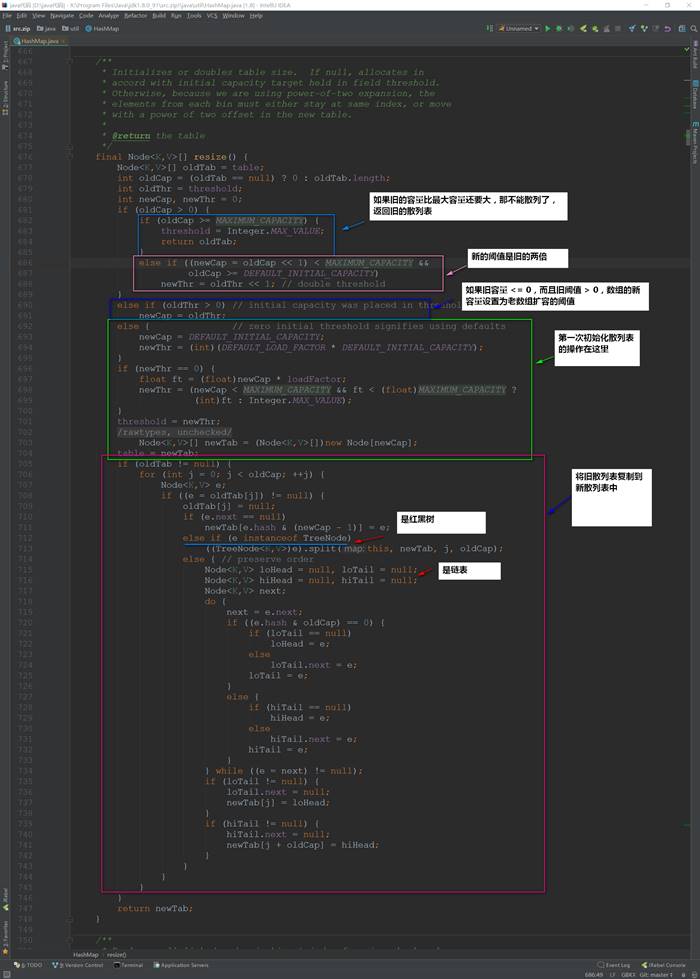 java代码 - [java代码] - X:\Program Files\Java\jdk1.8.0_91\src.zip!\java\util\HashMap.java [1.8] - IntelliJ IDEA
File Edit View Navigate Code Analyze Refactor Build Run Tools VCS Window Help
src.zip java util HashMap
Unnamed
HashMap.java
666
667 /**
668 * Initializes or doubles table size. If null, allocates in
669 * accord with initial capacity target held in field threshold.
670 * Otherwise, because we are using power-of-two expansion, the
671 * elements from each bin must either stay at same index, or move
672 * with a power of two offset in the new table.
673 *
674 * @return the table
675 */
676 final Node<K,V>[] resize() {
677 Node<K,V>[] oldTab = table;
678 int oldCap = (oldTab == null) ? 0 : oldTab.length;
679 int oldThr = threshold;
680 int newCap, newThr = 0;
681 if (oldCap > 0) {
682 if (oldCap >= MAXIMUM_CAPACITY) {
683 threshold = Integer.MAX_VALUE;
684 return oldTab;
685 }
如果旧的容量比最大容量还要大，那不能散列了，
返回旧的散列表
686 else if ((newCap = oldCap << 1) < MAXIMUM_CAPACITY &&
687 oldCap >= DEFAULT_INITIAL_CAPACITY)
688 newThr = oldThr << 1; // double threshold
新的阈值是旧的两倍
689 }
690 else if (oldThr > 0) // initial capacity was placed in threshold
691 newCap = oldThr;
如果旧容量 <= 0，而且旧阈值 > 0，数组的新
容量设置为老数组扩容的阈值
692 else { // zero initial threshold signifies using defaults
693 newCap = DEFAULT_INITIAL_CAPACITY;
694 newThr = (int)(DEFAULT_LOAD_FACTOR * DEFAULT_INITIAL_CAPACITY);
695 }
第一次初始化散列表
的操作在这里
696 if (newThr == 0) {
697 float ft = (float)newCap * loadFactor;
698 newThr = (newCap < MAXIMUM_CAPACITY && ft < (float)MAXIMUM_CAPACITY ?
699 (int)ft : Integer.MAX_VALUE);
700 }
701 threshold = newThr;
702 /rawtypes, unchecked/
703 Node<K,V>[] newTab = (Node<K,V>[])new Node[newCap];
704 table = newTab;
705 if (oldTab != null) {
706 for (int j = 0; j < oldCap; ++j) {
707 Node<K,V> e;
708 if ((e = oldTab[j]) != null) {
709 oldTab[j] = null;
710 if (e.next == null)
711 newTab[e.hash & (newCap - 1)] = e;
将旧散列表复制到
新散列表中
712 else if (e instanceof TreeNode)
是红黑树
713 ((TreeNode<K,V>)e).split( map: this, newTab, j, oldCap);
714 else { // preserve order
715 Node<K,V> loHead = null, loTail = null;
716 Node<K,V> hiHead = null, hiTail = null;
是链表
717 Node<K,V> next;
718 do {
719 next = e.next;
720 if ((e.hash & oldCap) == 0) {
721 if (loTail == null)
722 loHead = e;
723 else
724 loTail.next = e;
725 loTail = e;
726 }
727 else {
728 if (hiTail == null)
729 hiHead = e;
730 else
731 hiTail.next = e;
732 hiTail = e;
733 }
734 } while ((e = next) != null);
735 if (loTail != null) {
736 loTail.next = null;
737 newTab[j] = loHead;
738 }
739 if (hiTail != null) {
740 hiTail.next = null;
741 newTab[j + oldCap] = hiHead;
742 }
743 }
744 }
745 }
746 }
747 return newTab;
748 }
749
750 /**
HashMap resize()
6: TODO 9: Version Control Terminal Application Servers Event Log JRebel Console
686:49 LF GBK Git: master